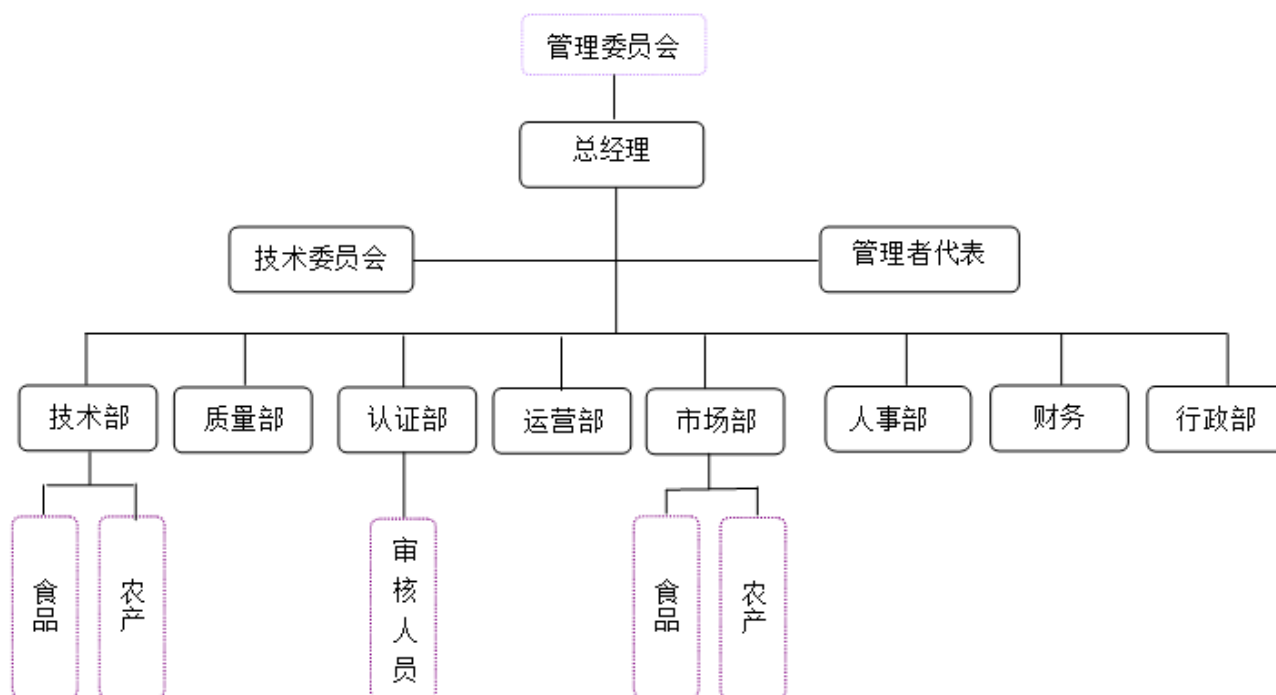 管理委员会
总经理
技术委员会
管理者代表
技术部
质量部
认证部
运营部
市场部
人事部
财务
行政部
食品
农产
审核人员
食品
农产